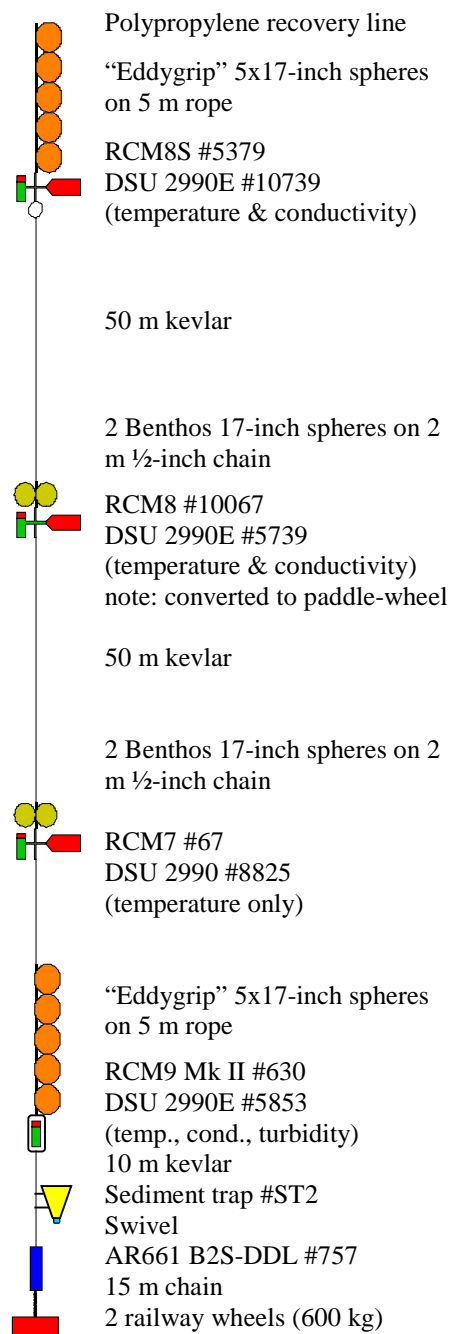 Polypropylene recovery line
“Eddygrip” 5x17-inch spheres
on 5 m rope
RCM8S #5379
DSU 2990E #10739
(temperature & conductivity)
50 m kevlar
2 Benthos 17-inch spheres on 2
m ½-inch chain
RCM8 #10067
DSU 2990E #5739
(temperature & conductivity)
note: converted to paddle-wheel
50 m kevlar
2 Benthos 17-inch spheres on 2
m ½-inch chain
RCM7 #67
DSU 2990 #8825
(temperature only)
“Eddygrip” 5x17-inch spheres
on 5 m rope
RCM9 Mk II #630
DSU 2990E #5853
(temp., cond., turbidity)
10 m kevlar
Sediment trap #ST2
Swivel
AR661 B2S-DDL #757
15 m chain
2 railway wheels (600 kg)